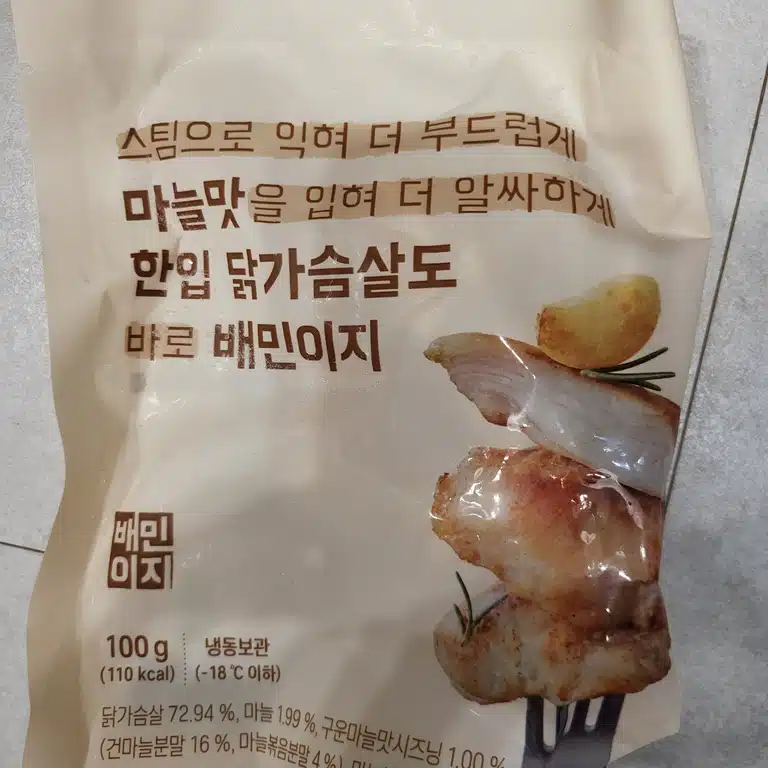 스팀으로 익혀 더 부드럽게
마늘맛을 입혀 더 알싸하게
한입 닭가슴살도
바로 배민이지
배민
이지
100 g
(110 kcal)
냉동보관
(-18 ℃ 이하)
닭가슴살 72.94 %, 마늘 1.99 %, 구운마늘맛시즈닝 1.00 %
(건마늘분말 16 %, 마늘볶음분말 4 %),